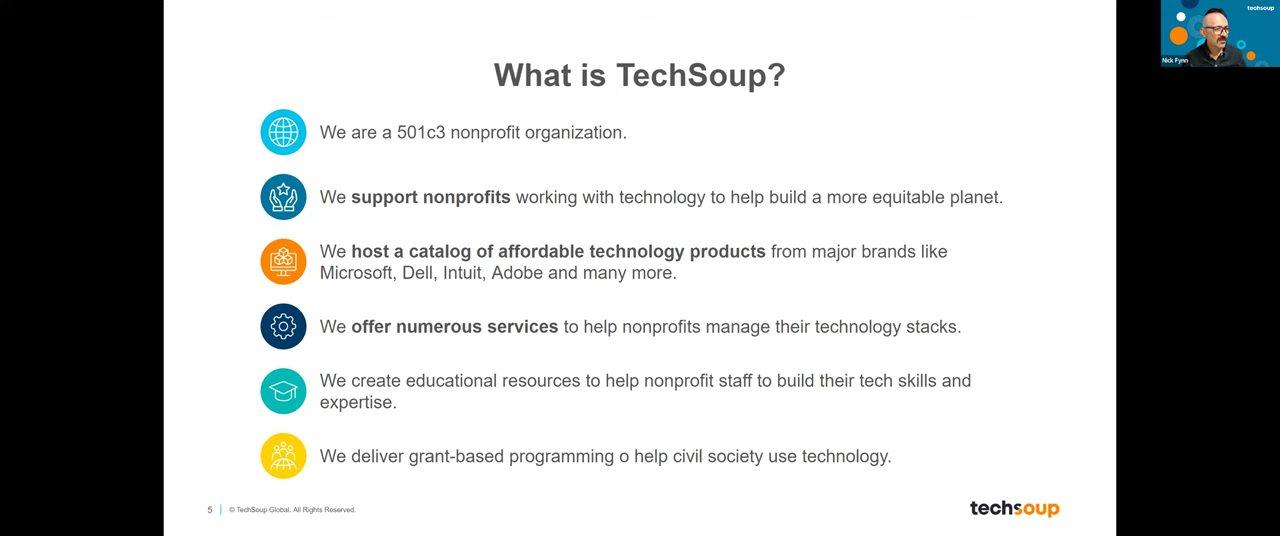 techsoup
Nick Fynn
What is TechSoup?
We are a 501c3 nonprofit organization.
We support nonprofits working with technology to help build a more equitable planet.
We host a catalog of affordable technology products from major brands like
Microsoft, Dell, Intuit, Adobe and many more.
We offer numerous services to help nonprofits manage their technology stacks.
We create educational resources to help nonprofit staff to build their tech skills and
expertise.
We deliver grant-based programming o help civil society use technology.
5 | © TechSoup Global. All Rights Reserved.
techsoup